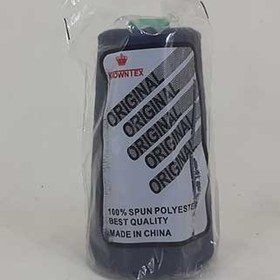 KROWNTEX
ORIGINAL
ORIGINAL
ORIGINAL
ORIGINAL
ORIGINAL
100% SPUN POLYESTER
BEST QUALITY
MADE IN CHINA